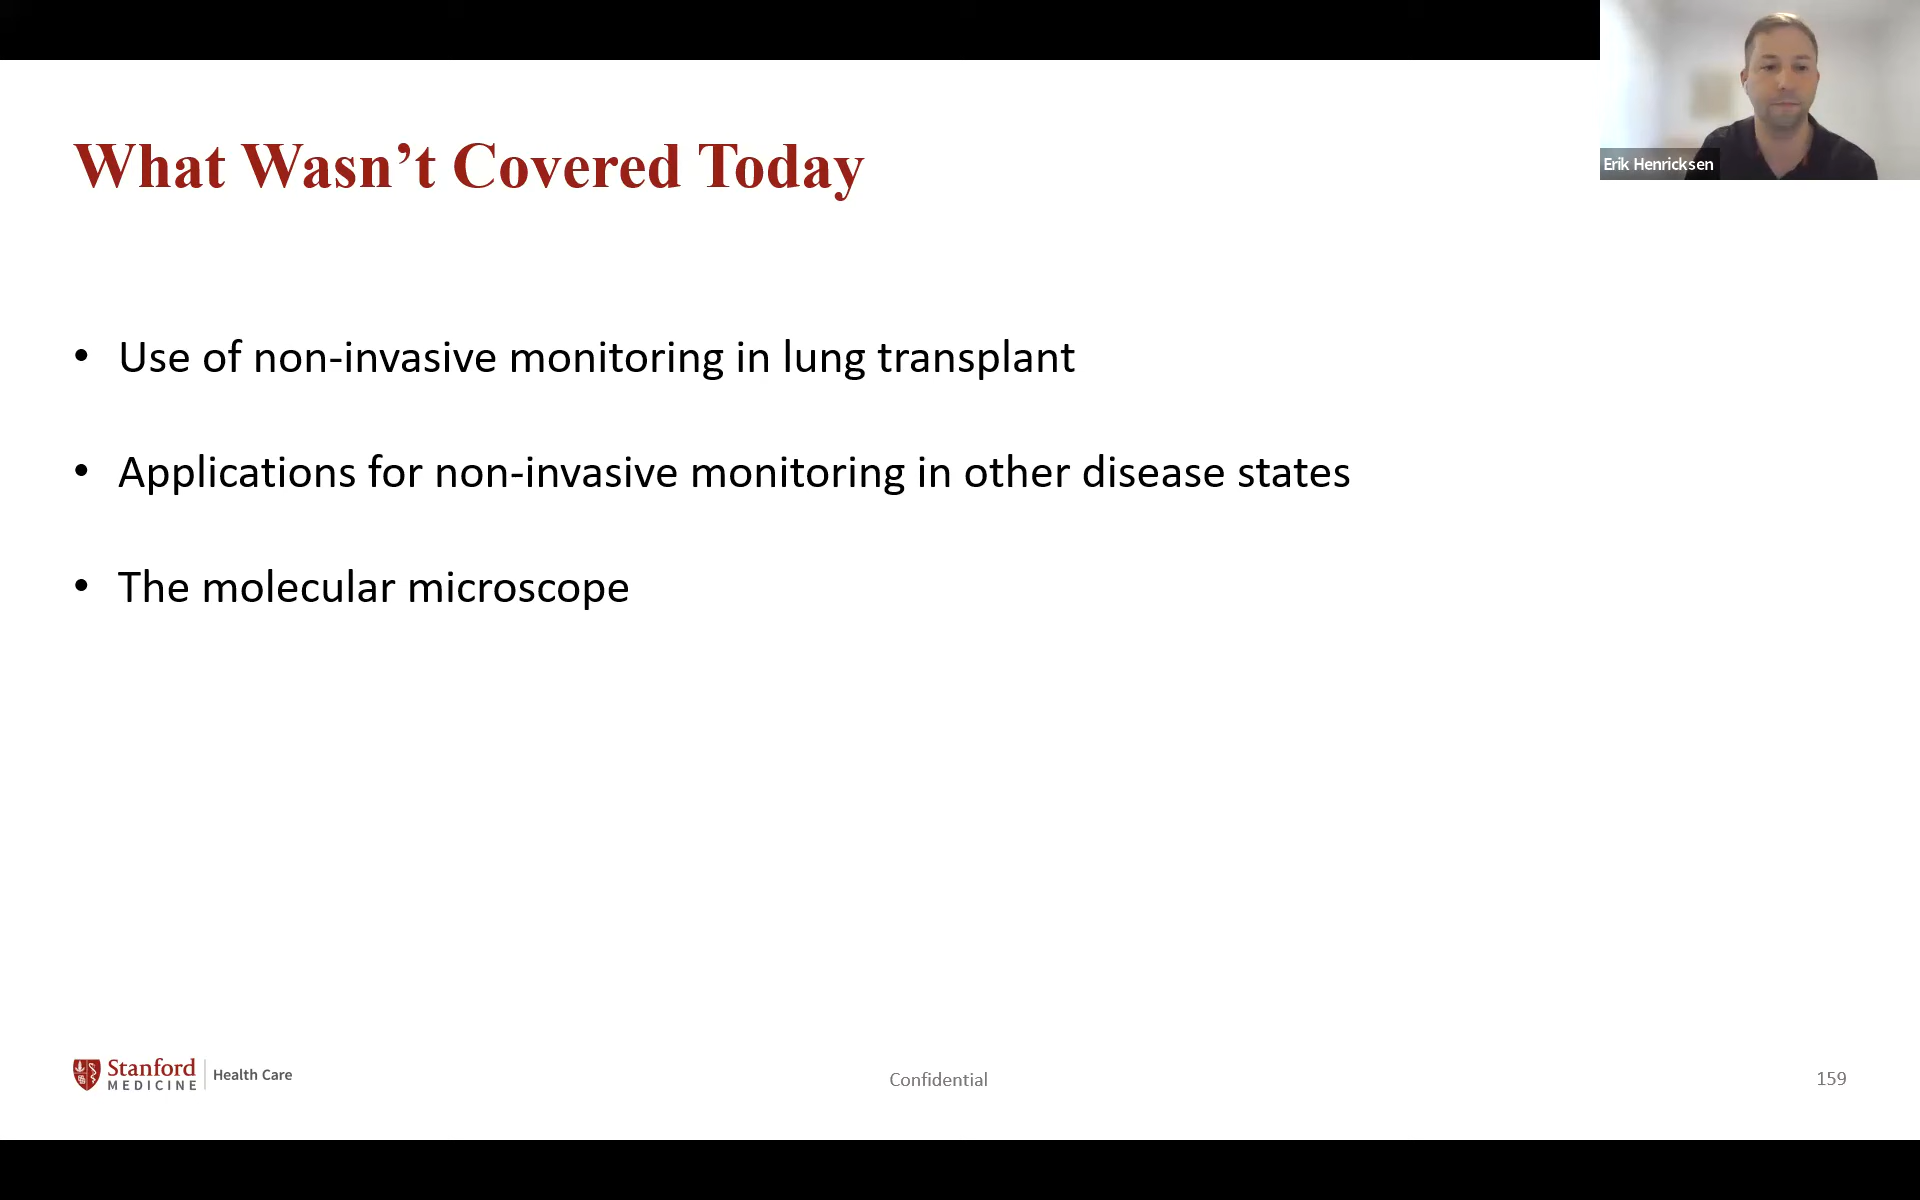 What Wasn’t Covered Today
Erik Henricksen
• Use of non-invasive monitoring in lung transplant
• Applications for non-invasive monitoring in other disease states
• The molecular microscope
Stanford
MEDICINE
Health Care
Confidential
159